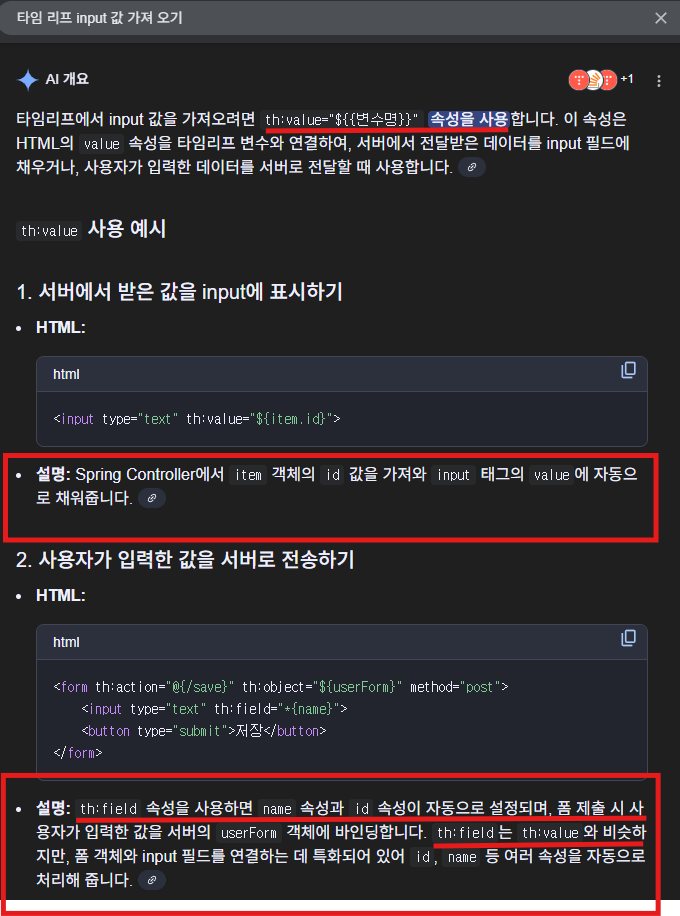 타임 리프 input 값 가져 오기
AI 개요
+1
타임리프에서 input 값을 가져오려면 th:value="${{변수명}}" 속성을 사용합니다. 이 속성은
HTML의 value 속성을 타임리프 변수와 연결하여, 서버에서 전달받은 데이터를 input 필드에
채우거나, 사용자가 입력한 데이터를 서버로 전달할 때 사용합니다.
th:value 사용 예시
1. 서버에서 받은 값을 input에 표시하기
• HTML:
html
<input type="text" th:value="${item.id}">
• 설명: Spring Controller에서 item 객체의 id 값을 가져와 input 태그의 value 에 자동으
로 채워줍니다.
2. 사용자가 입력한 값을 서버로 전송하기
• HTML:
html
<form th:action="@{/save}" th:object="${userForm}" method="post">
<input type="text" th:field="*{name}">
<button type="submit">저장</button>
</form>
• 설명: th:field 속성을 사용하면 name 속성과 id 속성이 자동으로 설정되며, 폼 제출 시 사
용자가 입력한 값을 서버의 userForm 객체에 바인딩합니다. th:field 는 th:value 와 비슷하
지만, 폼 객체와 input 필드를 연결하는 데 특화되어 있어 id, name 등 여러 속성을 자동으로
처리해 줍니다.